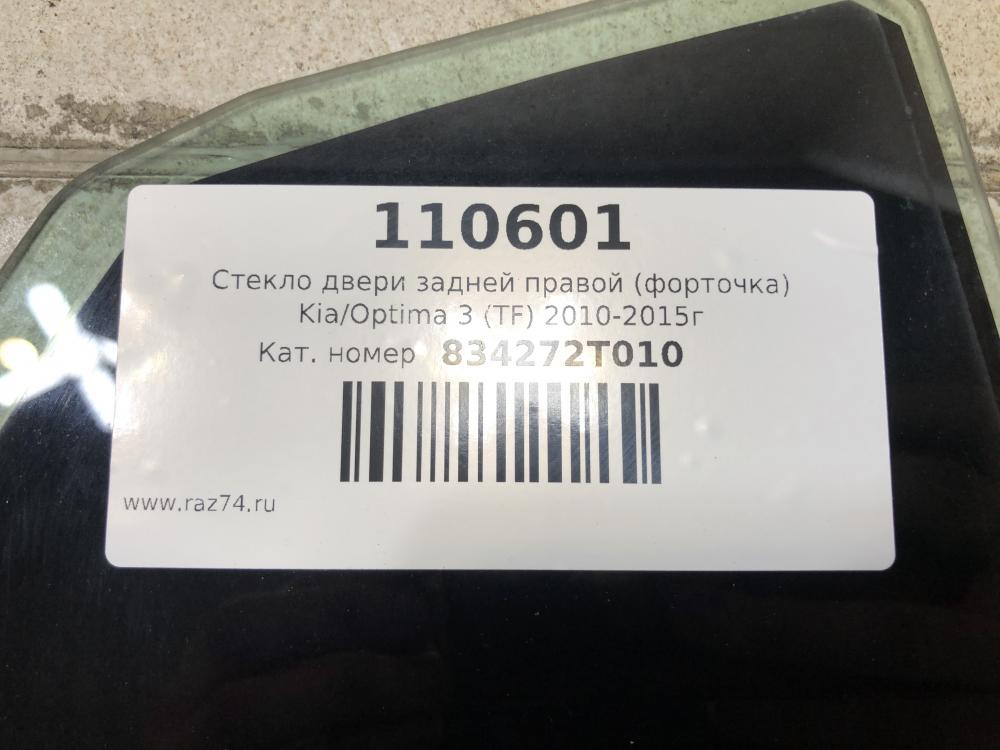 110601
Стекло двери задней правой (форточка)
Kia/Optima 3 (TF) 2010-2015г
Кат. номер 834272T010
www.raz74.ru